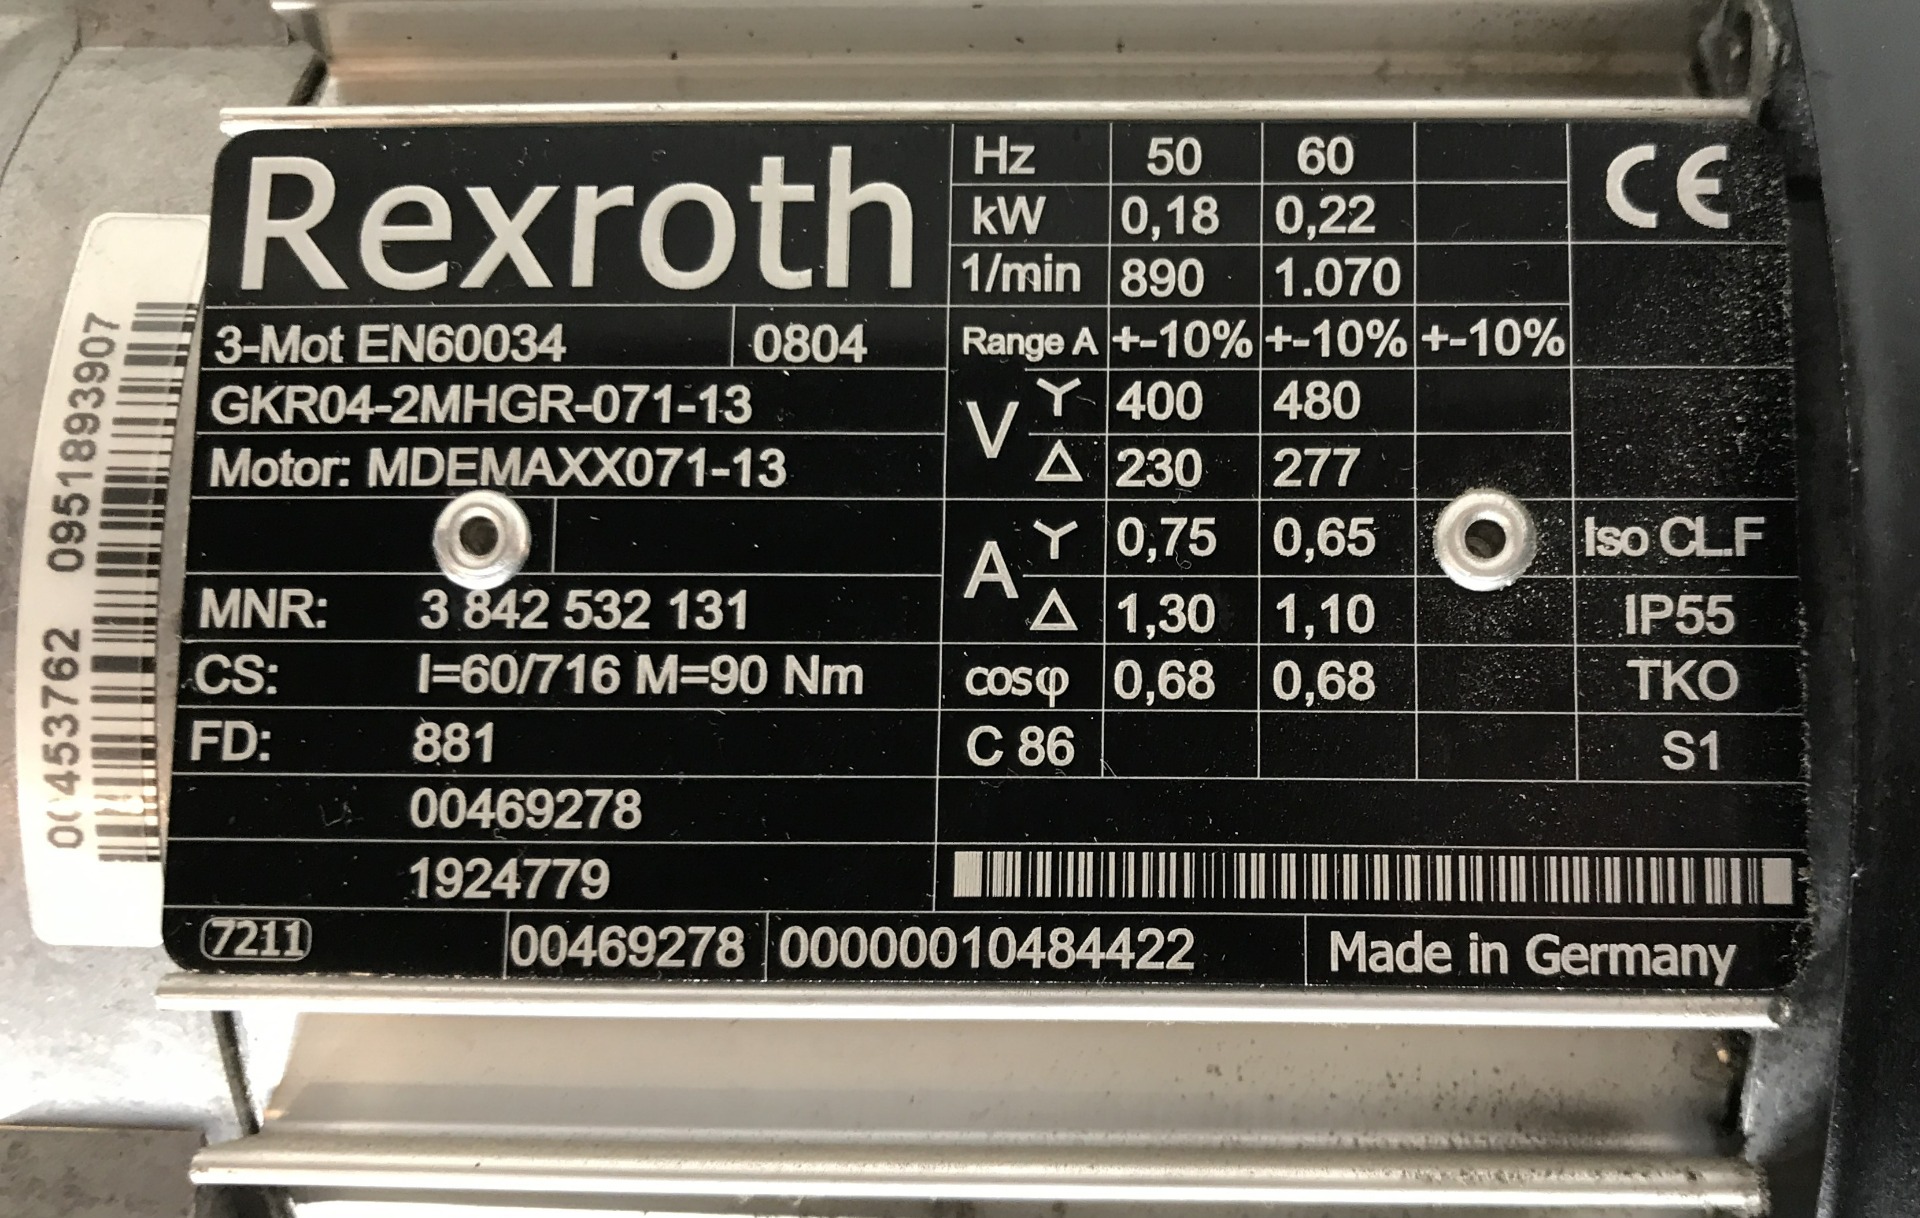 Rexroth
3-Mot EN60034 0804
GKR04-2MHGR-071-13
Motor: MDEMAXX071-13
MNR: 3 842 532 131
CS: I=60/716 M=90 Nm
FD: 881
00469278
1924779
7211 00469278 00000010484422 Made in Germany
Hz 50 60 CE
kW 0,18 0,22
1/min 890 1.070
Range A +-10% +-10% +-10%
V Y 400 480
Δ 230 277
A Y 0,75 0,65 Iso CL.F
Δ 1,30 1,10 IP55
cosφ 0,68 0,68 TKO
C 86 S1
0951893907